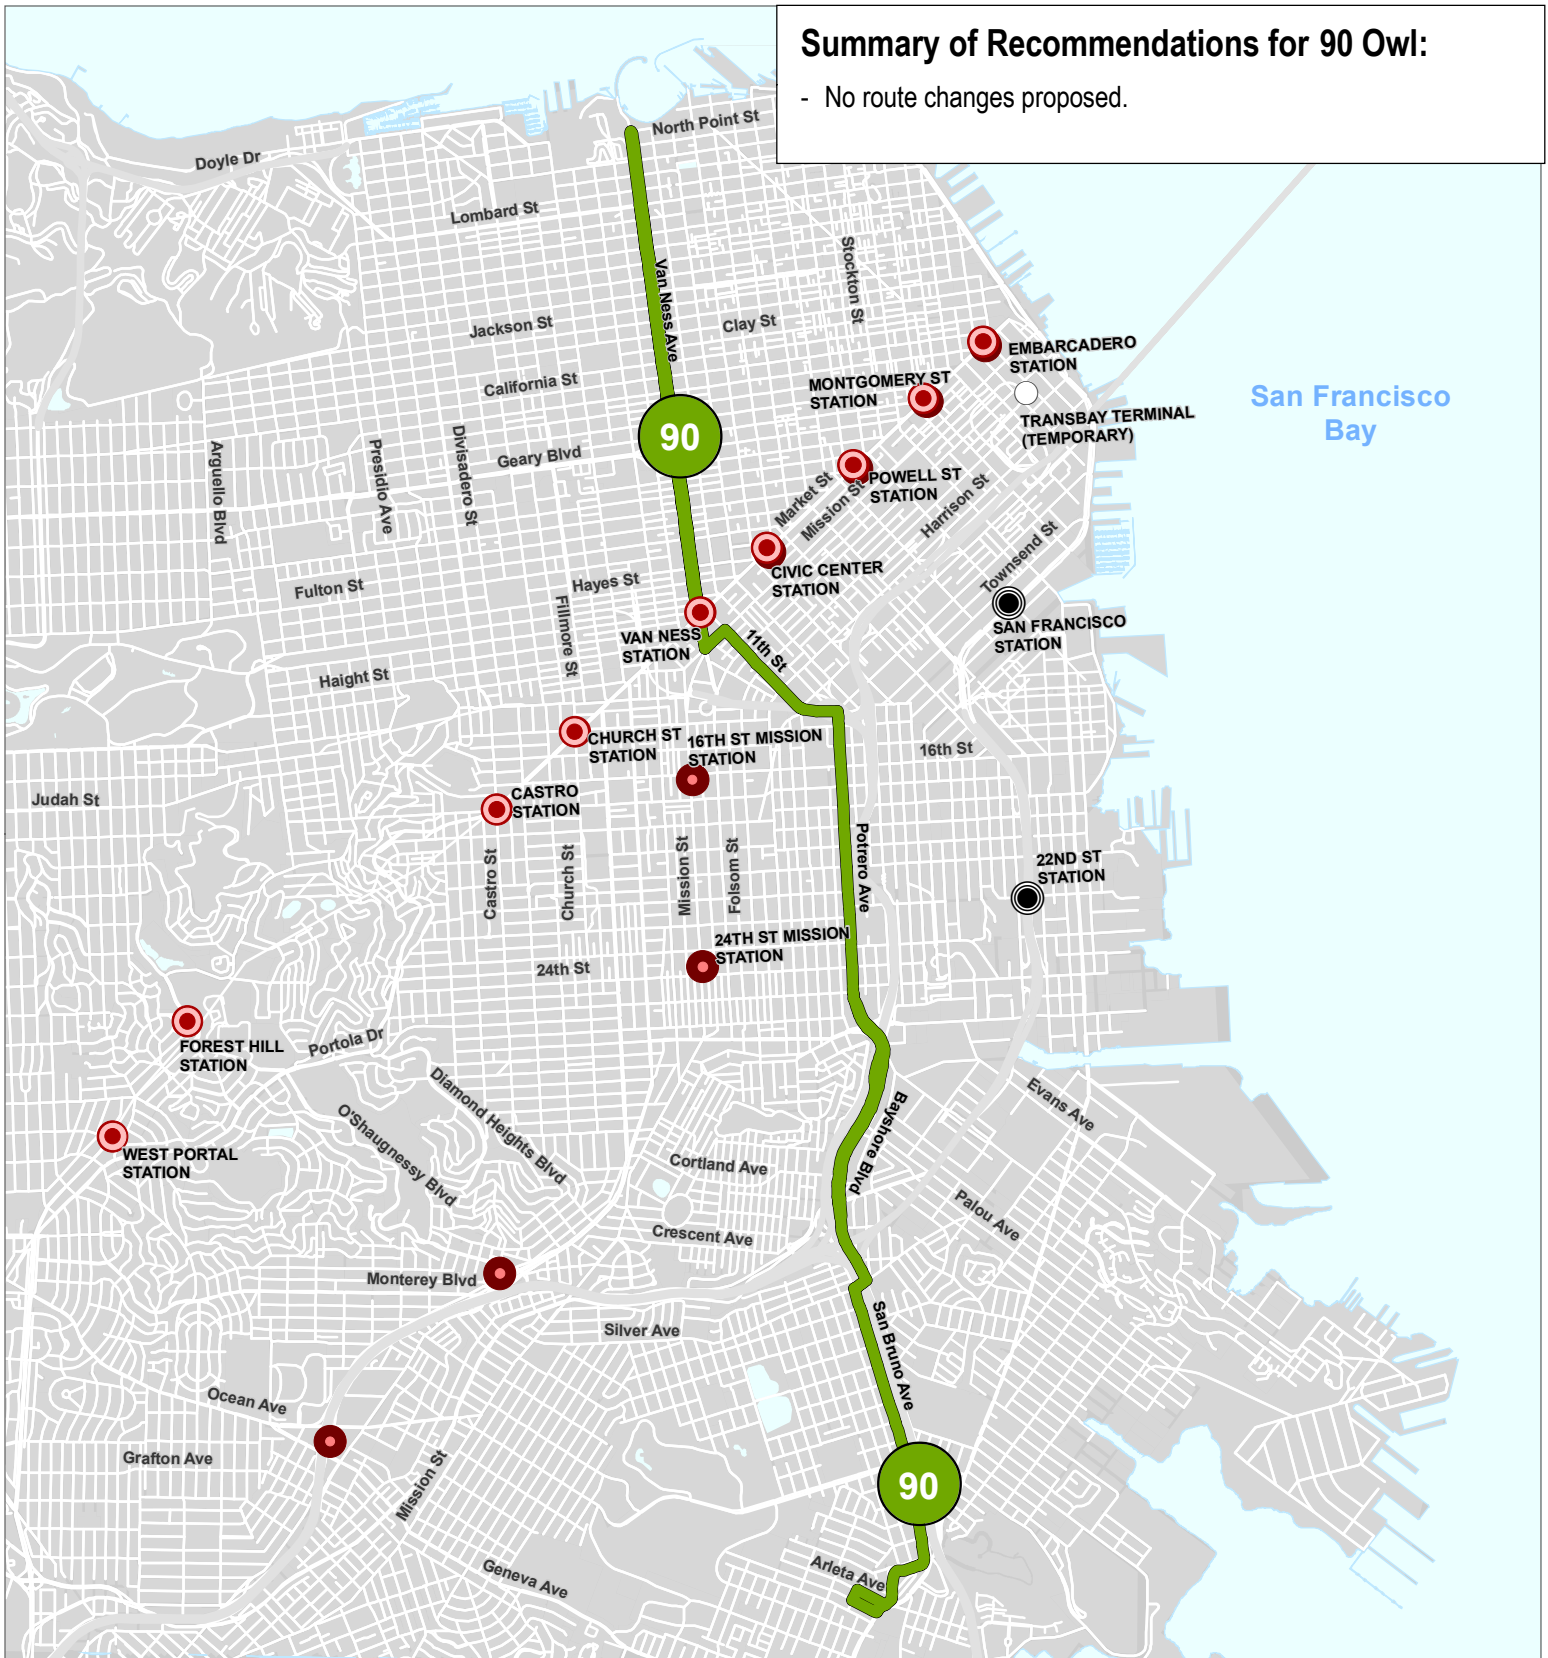 Summary of Recommendations for 90 Owl:
- No route changes proposed.
North Point St
Doyle Dr
Lombard St
Van Ness Ave
Stockton St
Jackson St
Clay St
EMBARCADERO
STATION
California St
MONTGOMERY ST
STATION
TRANSBAY TERMINAL
(TEMPORARY)
San Francisco
Bay
90
Arguello Blvd
Presidio Ave
Divisadero St
Geary Blvd
Market St
Mission St
POWELL ST
STATION
Harrison St
Townsend St
CIVIC CENTER
STATION
Fulton St
Hayes St
Fillmore St
VAN NESS
STATION
11th St
SAN FRANCISCO
STATION
Haight St
CHURCH ST
STATION
16TH ST MISSION
STATION
16th St
Judah St
CASTRO
STATION
Castro St
Church St
Mission St
Folsom St
Potrero Ave
22ND ST
STATION
24TH ST MISSION
STATION
24th St
FOREST HILL
STATION
Portola Dr
Diamond Heights Blvd
O'Shaugnessy Blvd
Evans Ave
Bayshore Blvd
WEST PORTAL
STATION
Cortland Ave
Palou Ave
Crescent Ave
Monterey Blvd
Silver Ave
San Bruno Ave
Ocean Ave
Grafton Ave
Mission St
90
Geneva Ave
Arleta Ave